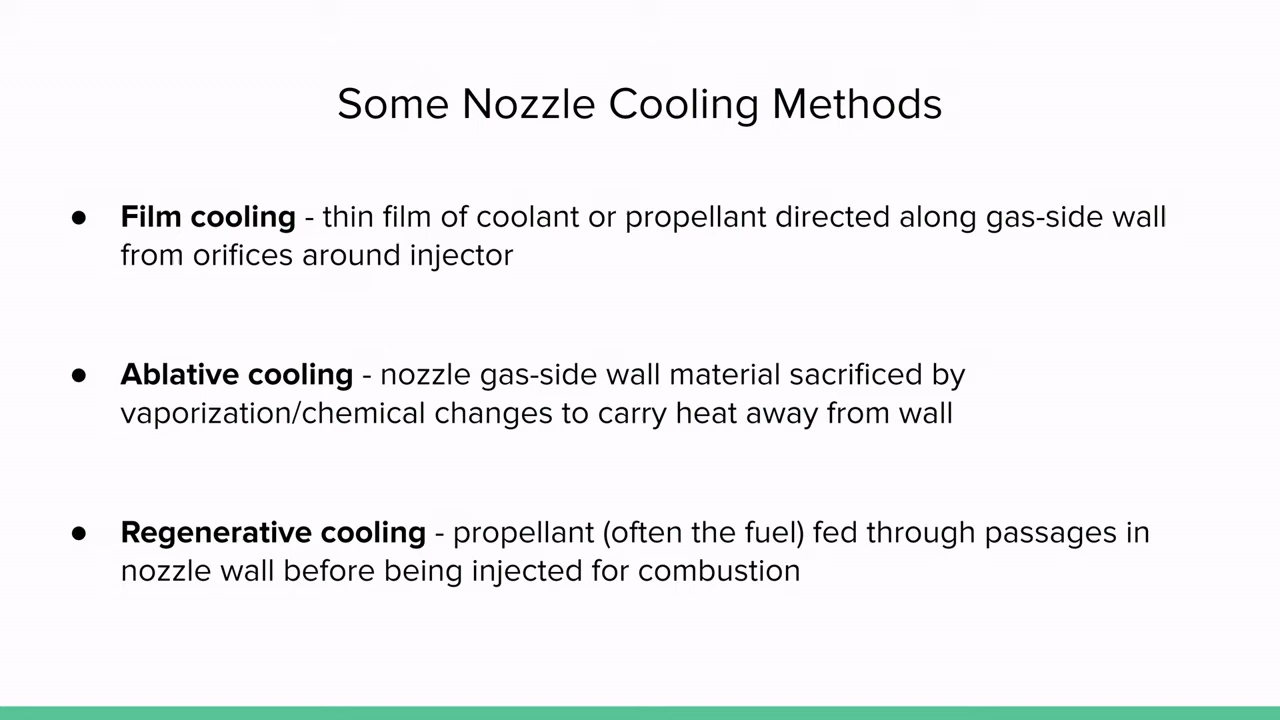 Some Nozzle Cooling Methods
● Film cooling - thin film of coolant or propellant directed along gas-side wall
from orifices around injector
● Ablative cooling - nozzle gas-side wall material sacrificed by
vaporization/chemical changes to carry heat away from wall
● Regenerative cooling - propellant (often the fuel) fed through passages in
nozzle wall before being injected for combustion